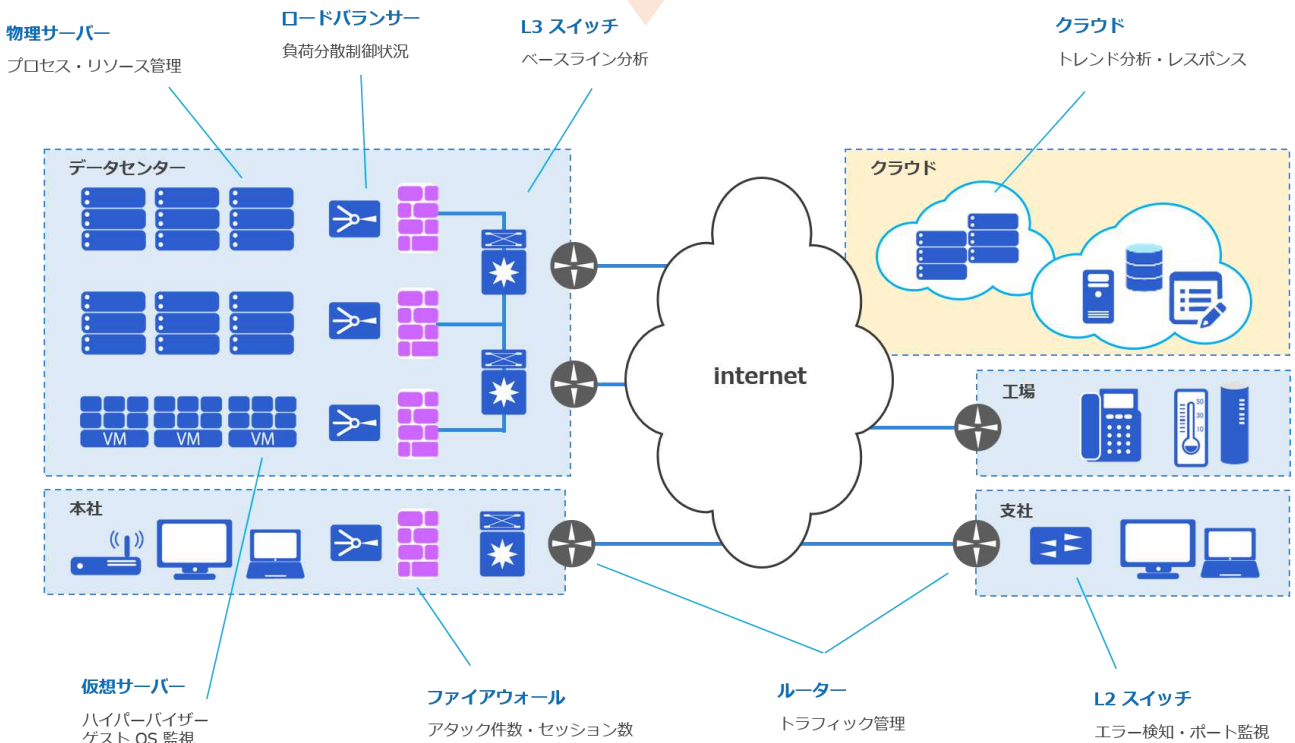 物理サーバー
プロセス・リソース管理
ロードバランサー
負荷分散制御状況
L3 スイッチ
ベースライン分析
クラウド
トレンド分析・レスポンス
データセンター
クラウド
internet
工場
50
30
10
VM
VM
VM
本社
支社
仮想サーバー
ハイパーバイザー
ゲスト OS 監視
ファイアウォール
アタック件数・セッション数
ルーター
トラフィック管理
L2 スイッチ
エラー検知・ポート監視